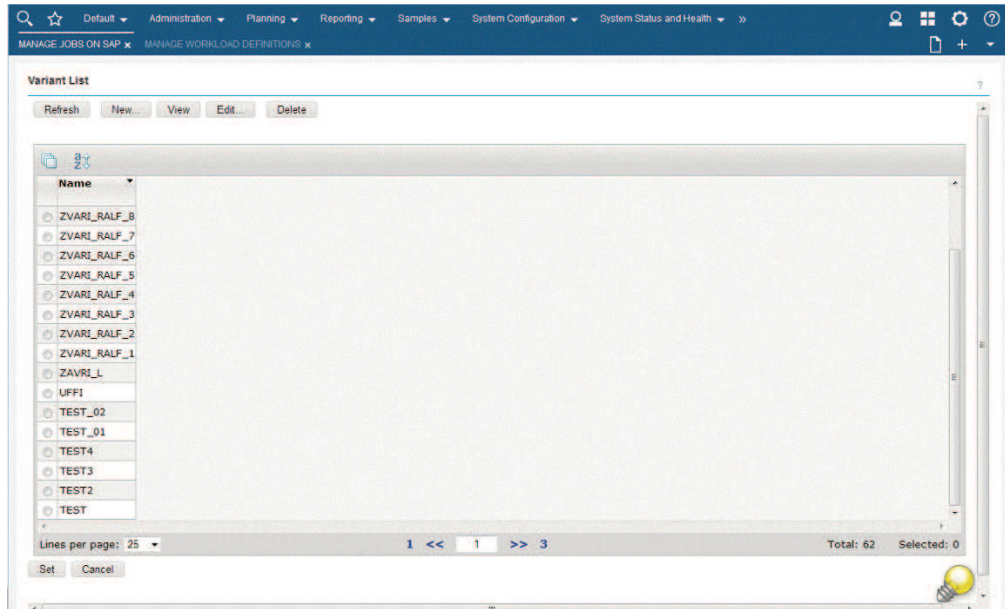 Default Administration Planning Reporting Samples System Configuration System Status and Health »
MANAGE JOBS ON SAP x MANAGE WORKLOAD DEFINITIONS x
Variant List
?
Refresh New... View Edit... Delete
Name
ZVARI_RALF_8
ZVARI_RALF_7
ZVARI_RALF_6
ZVARI_RALF_5
ZVARI_RALF_4
ZVARI_RALF_3
ZVARI_RALF_2
ZVARI_RALF_1
ZAVRI_L
UFFI
TEST_02
TEST_01
TEST4
TEST3
TEST2
TEST
Lines per page: 25 1 << 1 >> 3 Total: 62 Selected: 0
Set Cancel